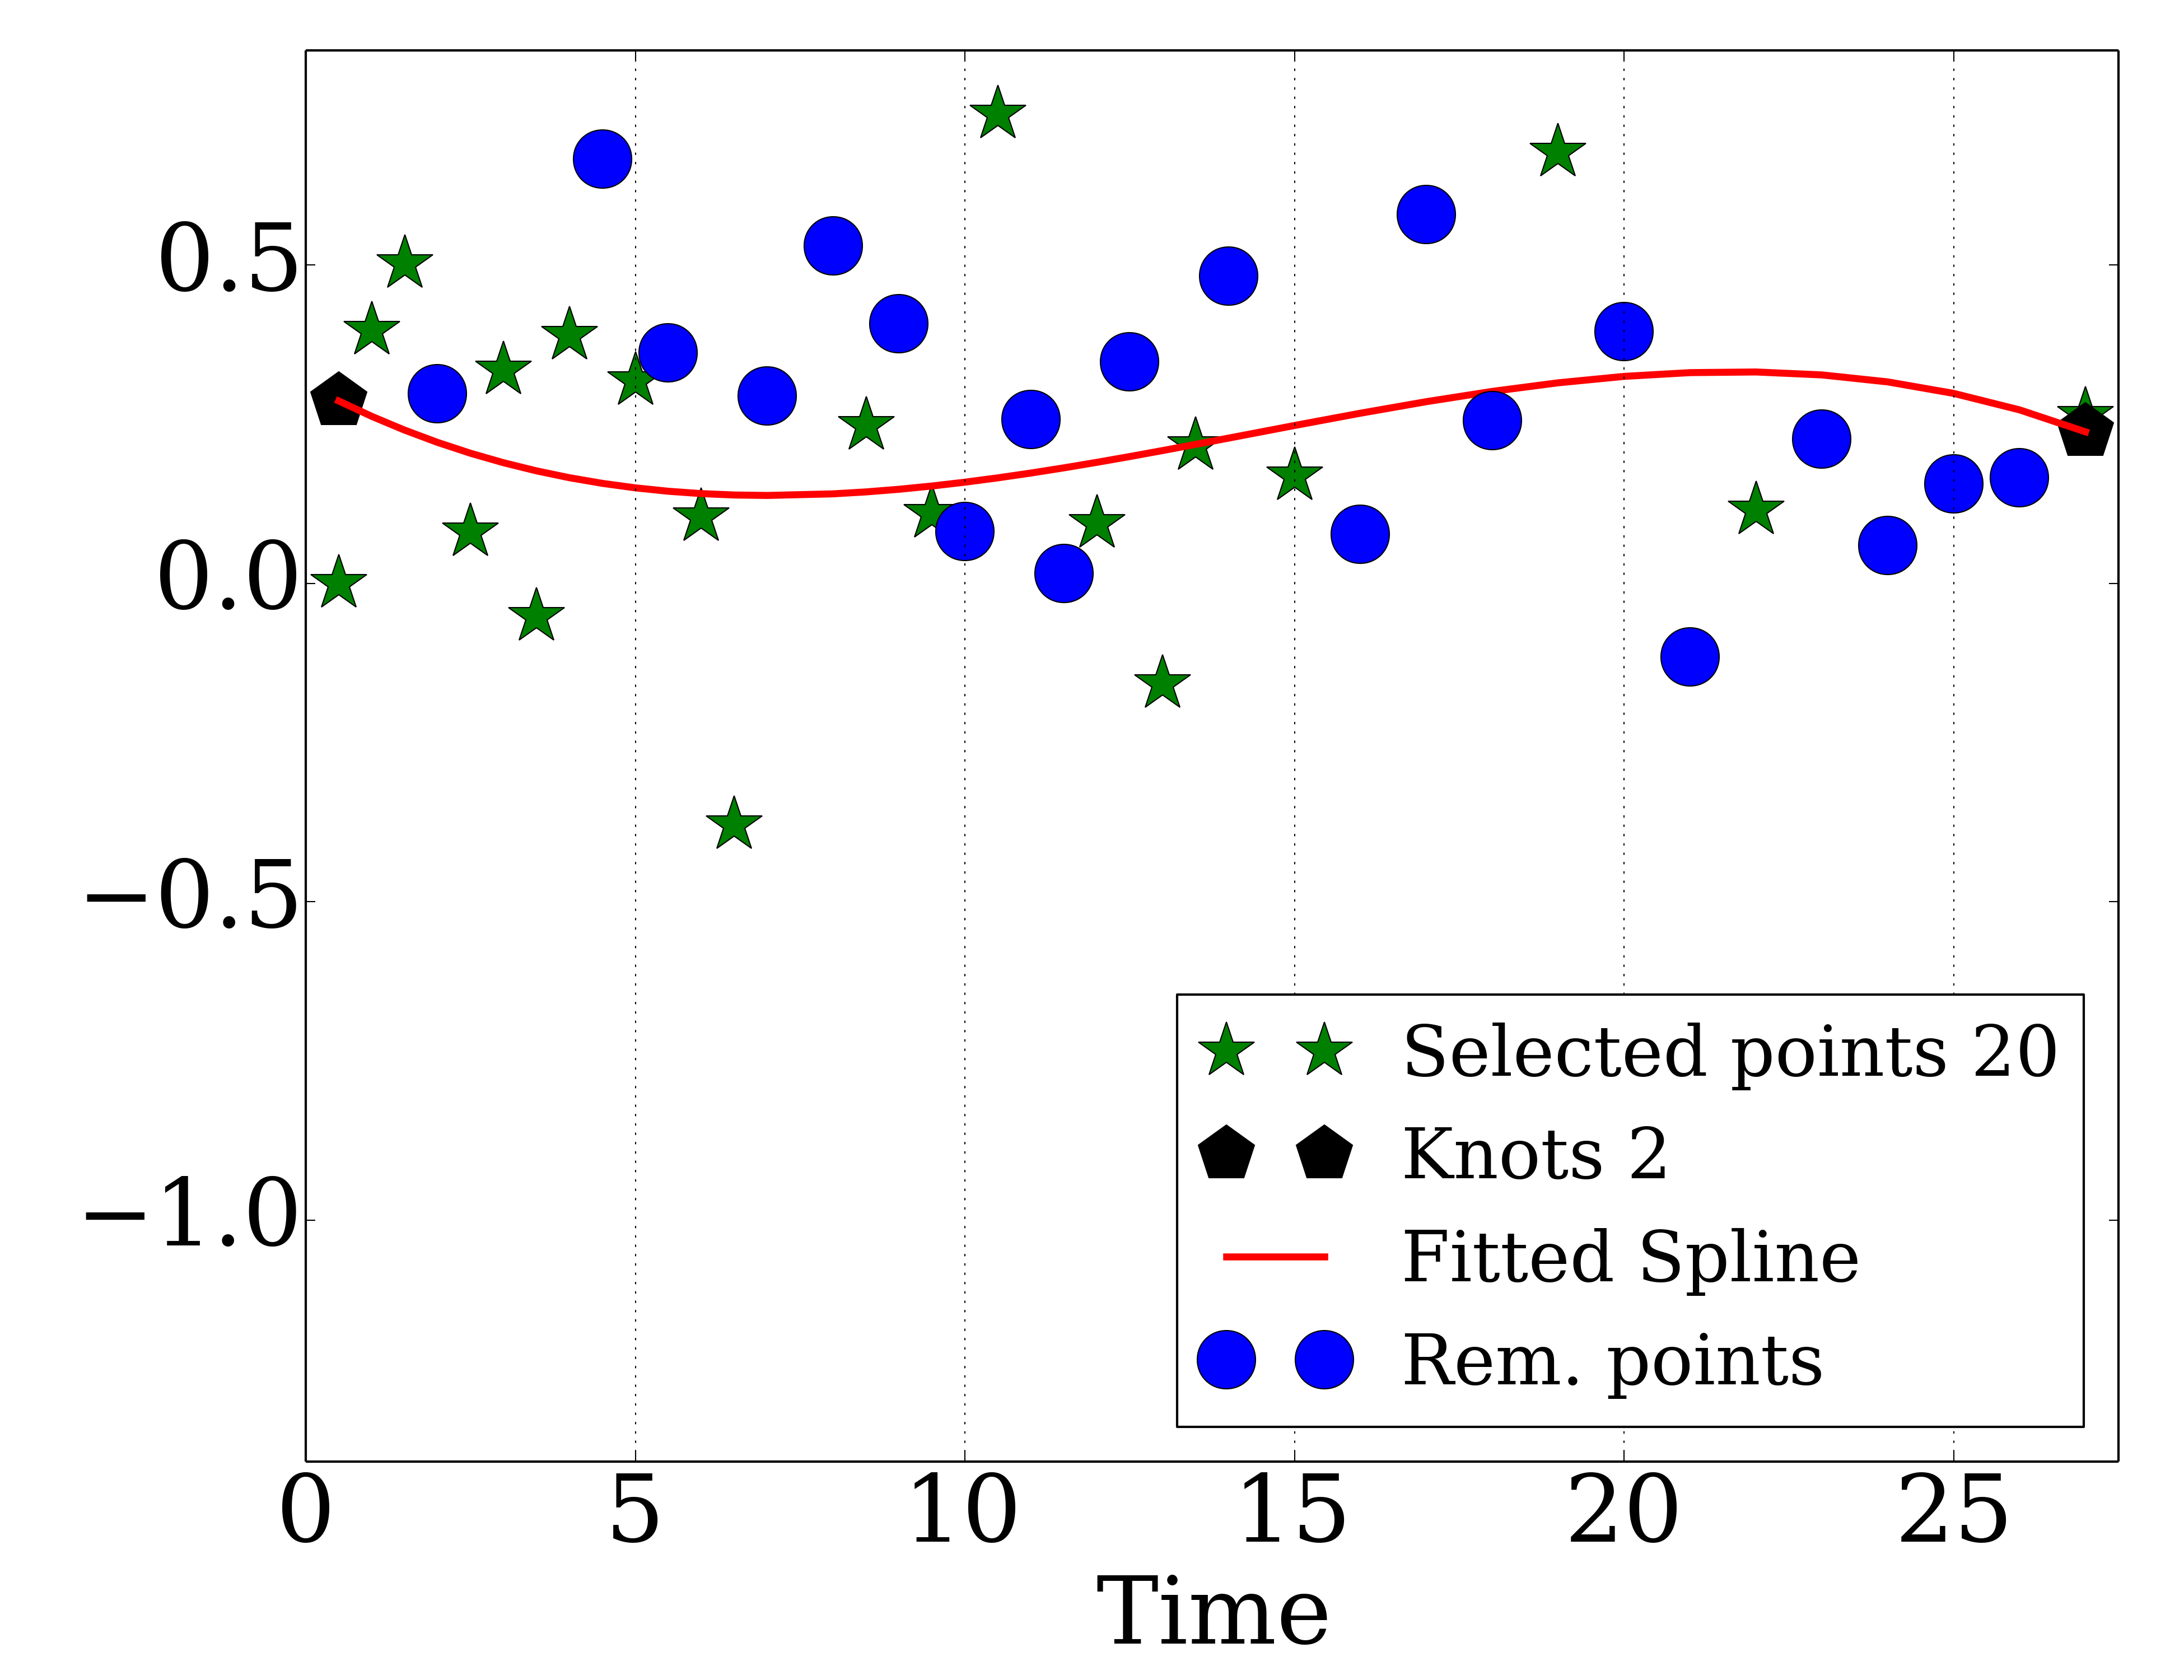 0.5
0.0
−0.5
−1.0
Selected points 20
Knots 2
Fitted Spline
Rem. points
0 5 10 15 20 25
Time